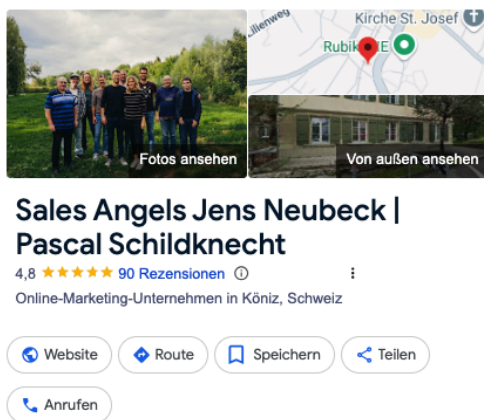 Lilienweg
Kirche St. Josef
Rubik
E
Fotos ansehen
Von außen ansehen
Sales Angels Jens Neubeck |
Pascal Schildknecht
4,8 90 Rezensionen
Online-Marketing-Unternehmen in Köniz, Schweiz
Website Route Speichern Teilen
Anrufen